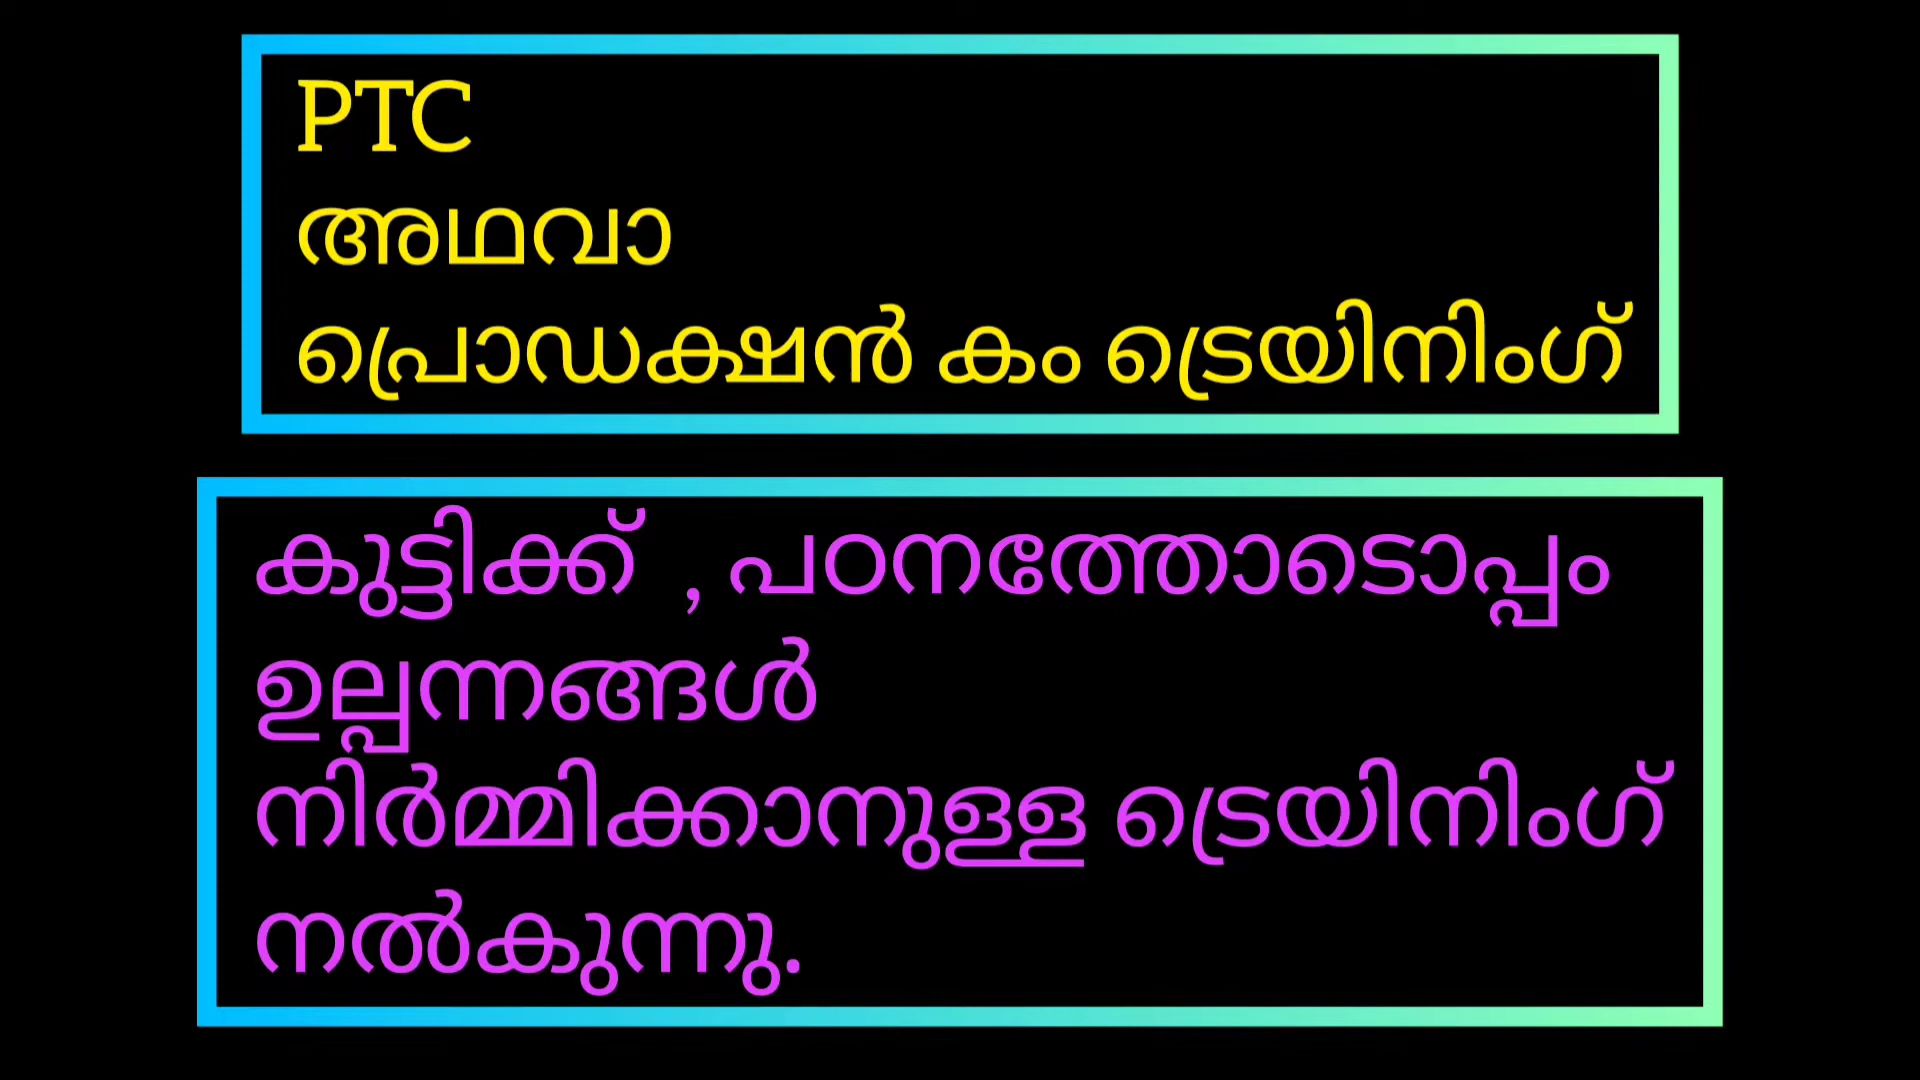 PTC
അഥവാ
പ്രൊഡക്ഷൻ കം ട്രെയിനിംഗ്
കുട്ടിക്ക് , പഠനത്തോടൊപ്പം
ഉല്പന്നങ്ങൾ
നിർമ്മിക്കാനുള്ള ട്രെയിനിംഗ്
നൽകുന്നു.